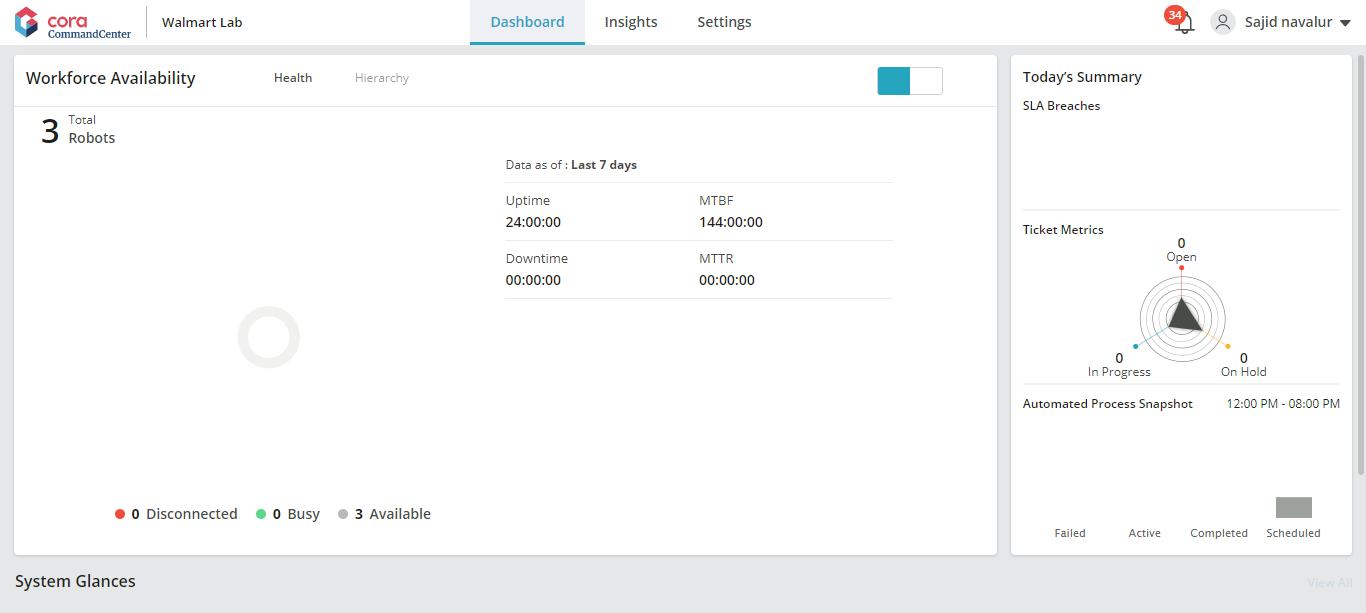 cora
CommandCenter
Walmart Lab
Dashboard
Insights
Settings
34
Sajid navalur
Workforce Availability
Health
Hierarchy
3
Total
Robots
Data as of : Last 7 days
Uptime
24:00:00
MTBF
144:00:00
Downtime
00:00:00
MTTR
00:00:00
0 Disconnected
0 Busy
3 Available
Today's Summary
SLA Breaches
Ticket Metrics
0
Open
0
In Progress
0
On Hold
Automated Process Snapshot
12:00 PM - 08:00 PM
Failed
Active
Completed
Scheduled
System Glances
View All